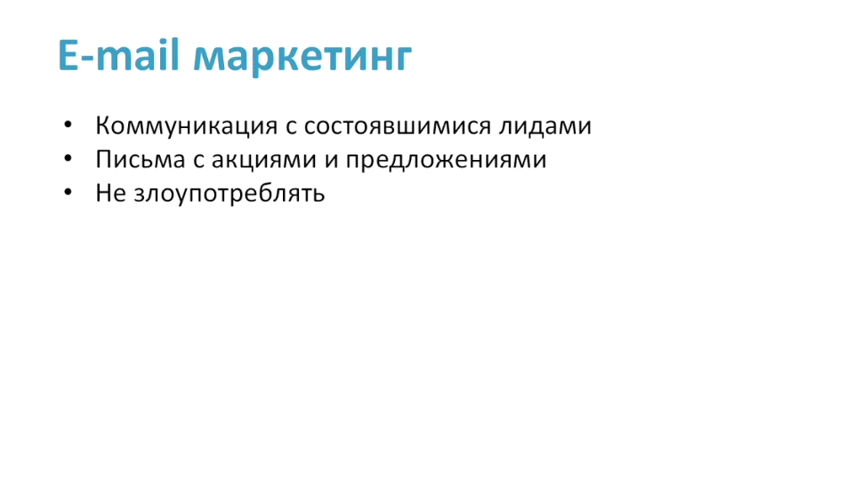 E-mail маркетинг
• Коммуникация с состоявшимися лидами
• Письма с акциями и предложениями
• Не злоупотреблять